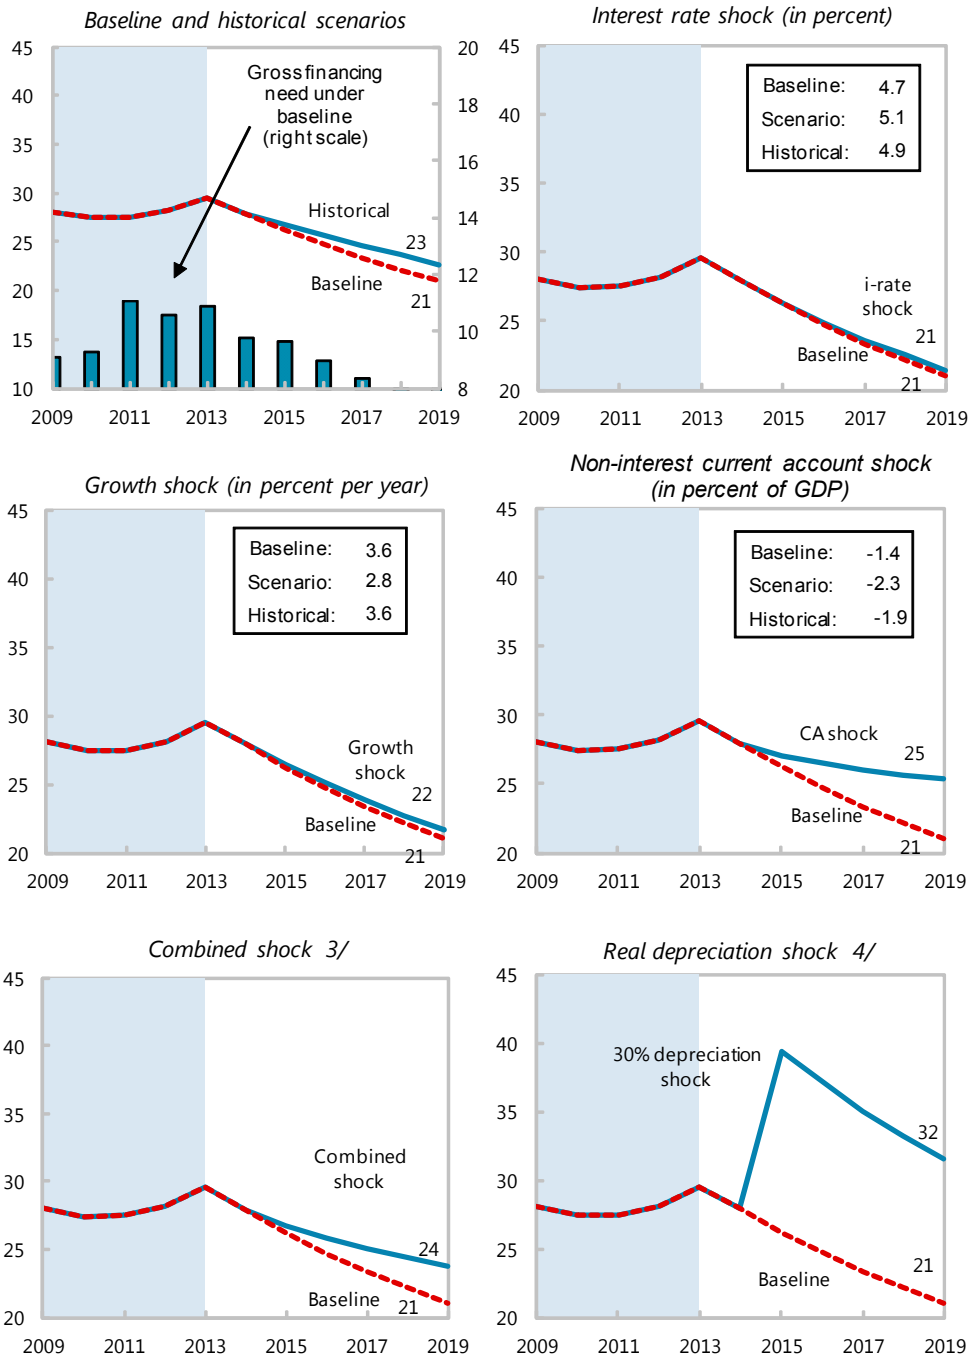 Baseline and historical scenarios
45
40
35
30
25
20
15
10
20
18
16
14
12
10
8
Gross financing
need under
baseline
(right scale)
Historical
23
Baseline
21
2009 2011 2013 2015 2017 2019
Interest rate shock (in percent)
45
40
35
30
25
20
Baseline: 4.7
Scenario: 5.1
Historical: 4.9
i-rate
shock
21
Baseline
21
2009 2011 2013 2015 2017 2019
Growth shock (in percent per year)
45
40
35
30
25
20
Baseline: 3.6
Scenario: 2.8
Historical: 3.6
Growth
shock
22
Baseline
21
2009 2011 2013 2015 2017 2019
Non-interest current account shock
(in percent of GDP)
45
40
35
30
25
20
Baseline: -1.4
Scenario: -2.3
Historical: -1.9
CA shock
25
Baseline
21
2009 2011 2013 2015 2017 2019
Combined shock 3/
45
40
35
30
25
20
Combined
shock
24
Baseline
21
2009 2011 2013 2015 2017 2019
Real depreciation shock 4/
45
40
35
30
25
20
30% depreciation
shock
32
21
Baseline
2009 2011 2013 2015 2017 2019